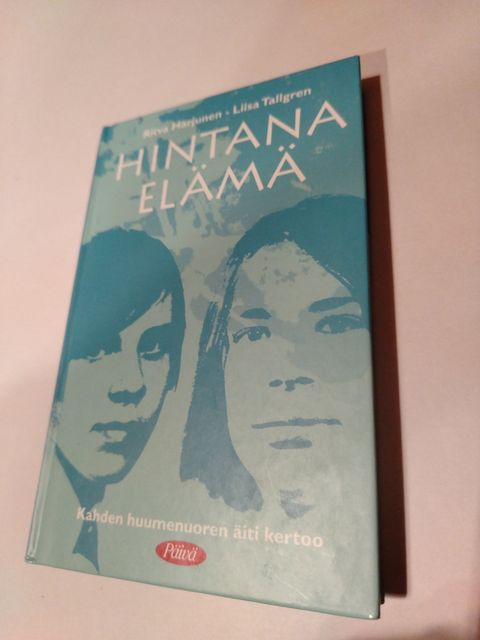 Ritva Harjunen - Liisa Tallgren
HINTANA
ELÄMÄ
Kahden huumenuoren äiti kertoo
Päivä